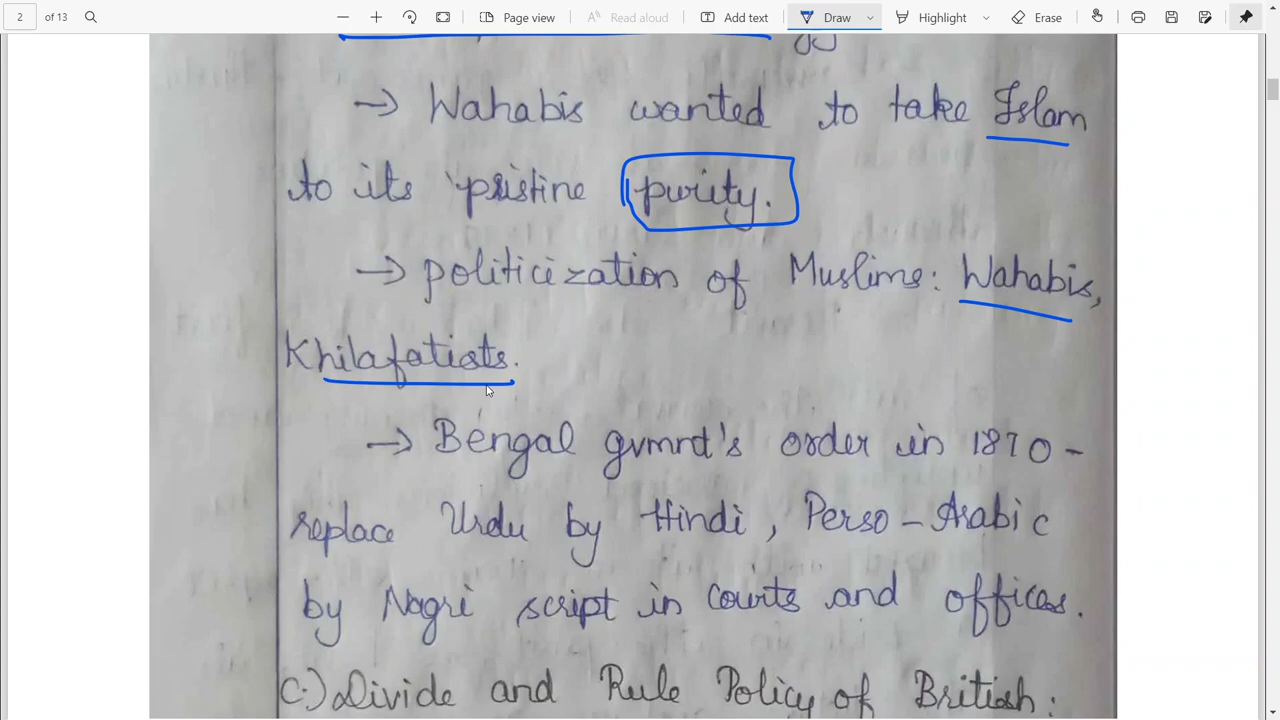 2 of 13 Page view Read aloud Add text Draw Highlight Erase
→ Wahabis wanted to take Islam
to its pristine purity.
→ politicization of Muslims: Wahabis,
Khilafatists.
→ Bengal gvmnt's order in 1870 -
replace Urdu by Hindi, Perso-Arabic
by Nagri script in courts and offices.
C.) Divide and Rule Policy of British: